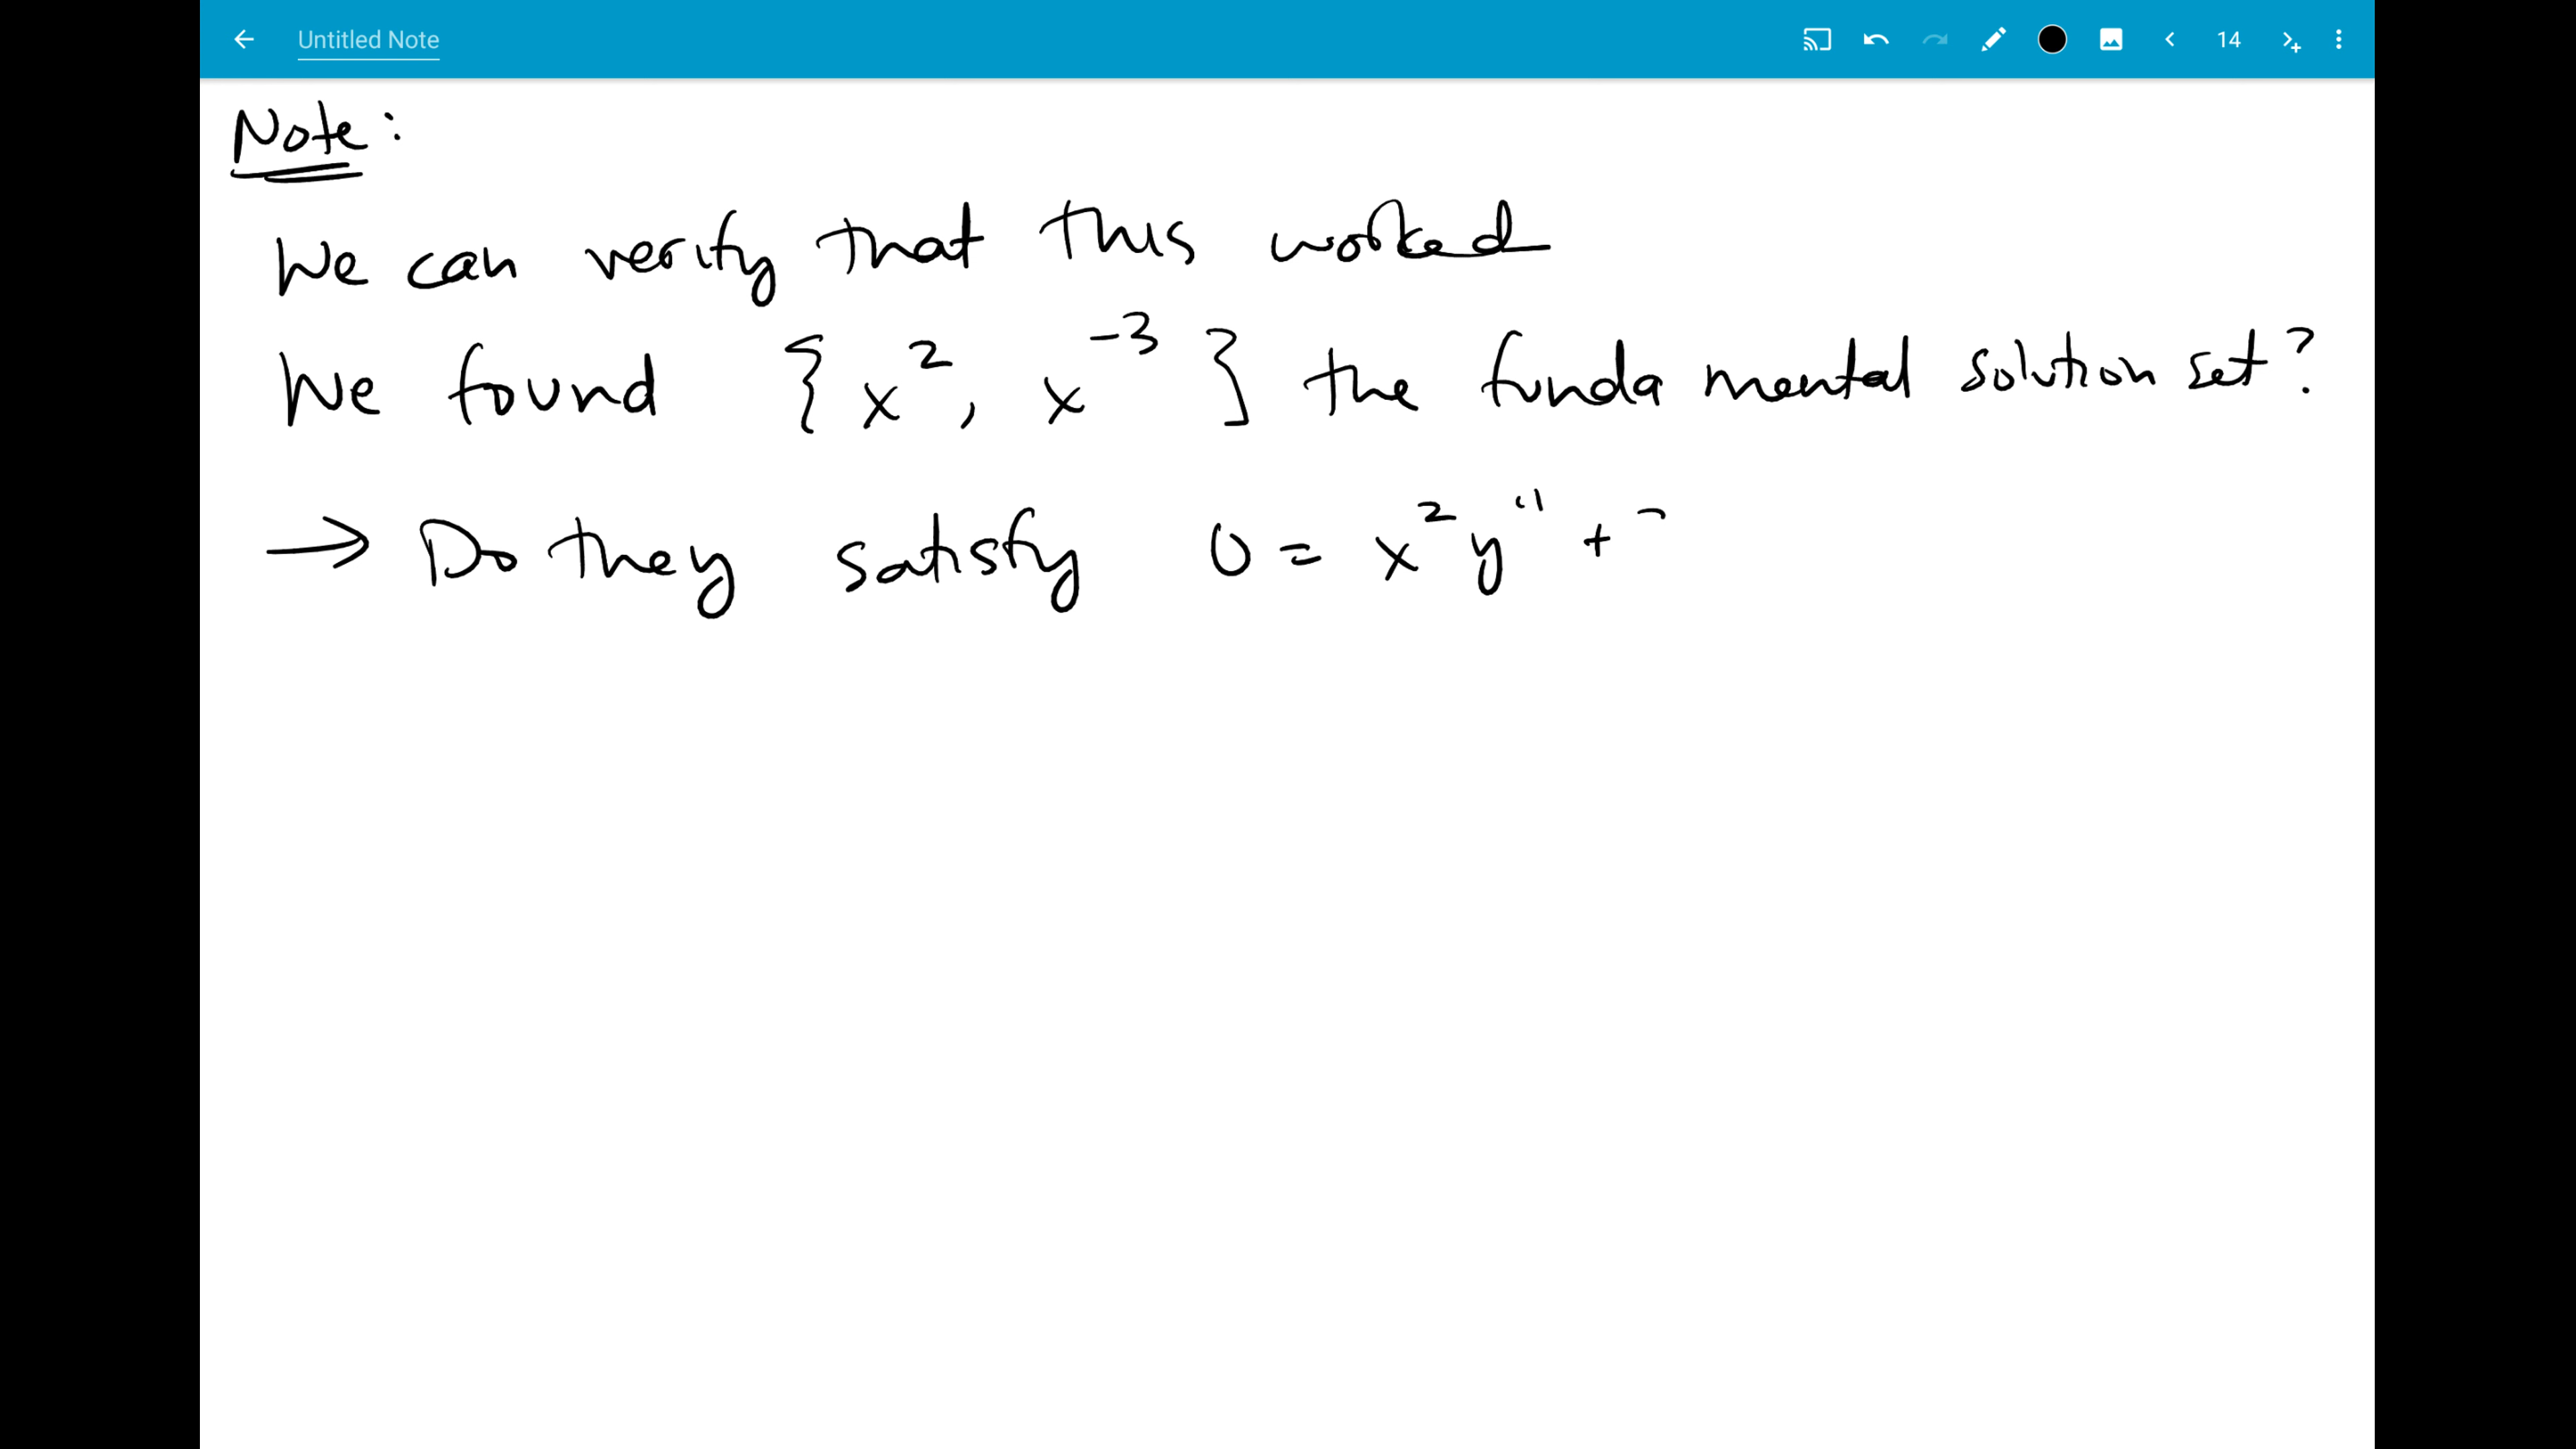 Untitled Note
14
Note:
We can verify that this worked
We found { x², x⁻³ } the fundamental solution set?
→ Do they satisfy 0 = x²y'' +